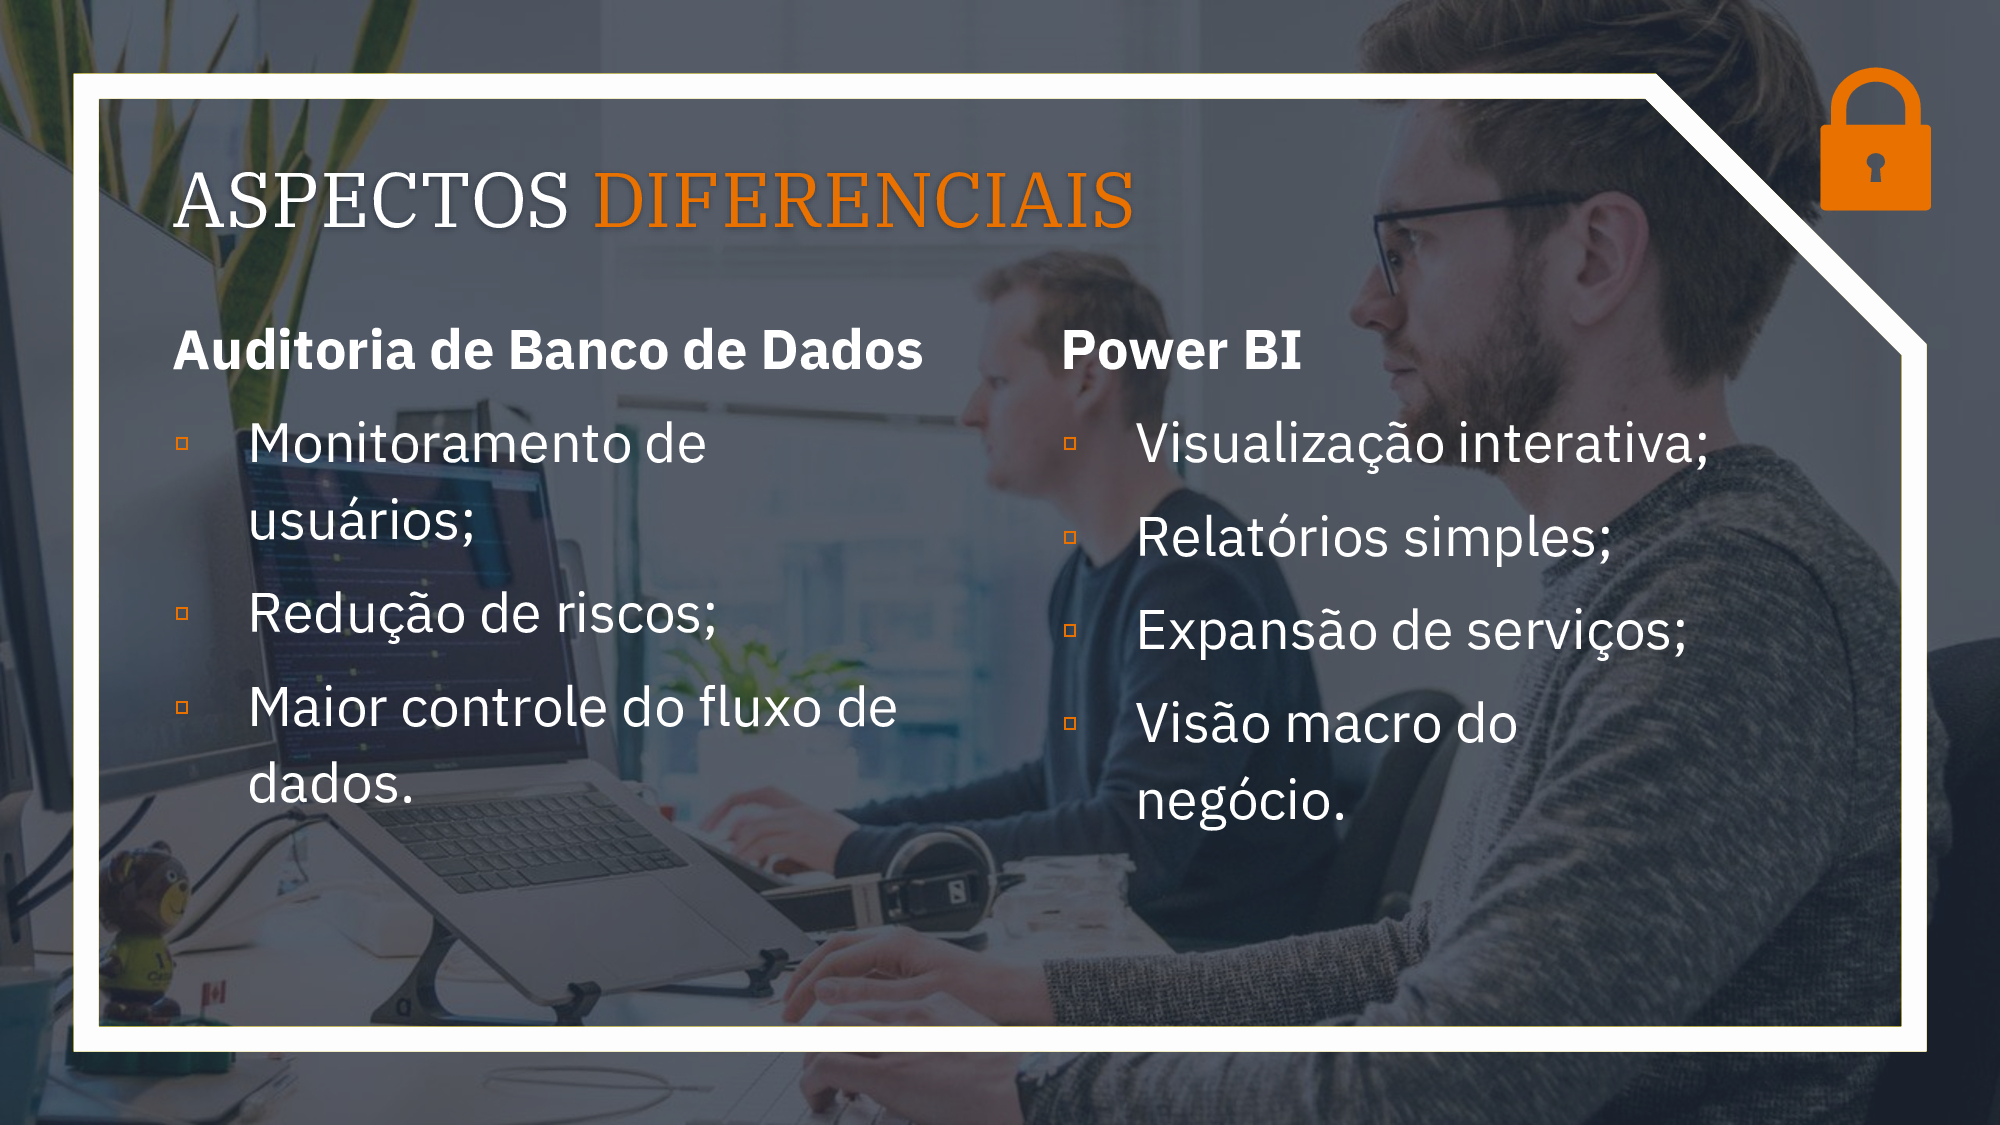 ASPECTOS DIFERENCIAIS
Auditoria de Banco de Dados
Monitoramento de
usuários;
Redução de riscos;
Maior controle do fluxo de
dados.
Power BI
Visualização interativa;
Relatórios simples;
Expansão de serviços;
Visão macro do
negócio.